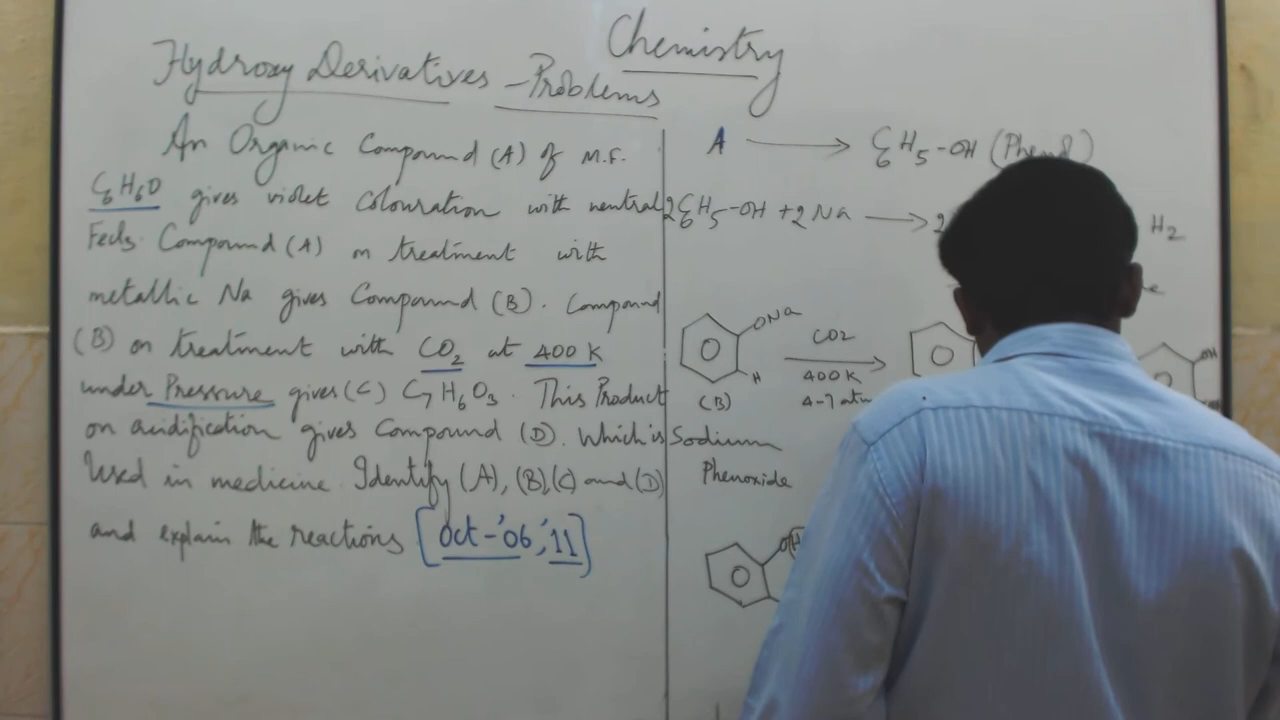 Chemistry
Hydroxy Derivatives - Problems
An Organic Compound (A) of M.F.
C6H6O gives violet Colouration with neutral
Fecl3. Compound (A) on treatment with
metallic Na gives Compound (B). Compound
(B) on treatment with CO2 at 400 K
under Pressure gives (C) C7H6O3. This Product
on acidification gives Compound (D). Which is
Used in medicine. Identify (A), (B), (C) and (D)
and explain the reactions [Oct-'06,'11]
A ⟶ C6H5-OH (Phenol)
2C6H5-OH + 2Na ⟶ 2 H2
ONa
H
(B)
CO2
400K
4-7 atm
OH
Sodium
Phenoxide
O(H